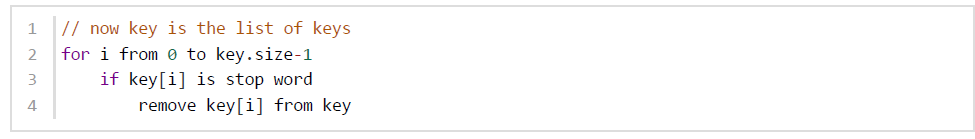 1 // now key is the list of keys
2 for i from 0 to key.size-1
3     if key[i] is stop word
4         remove key[i] from key